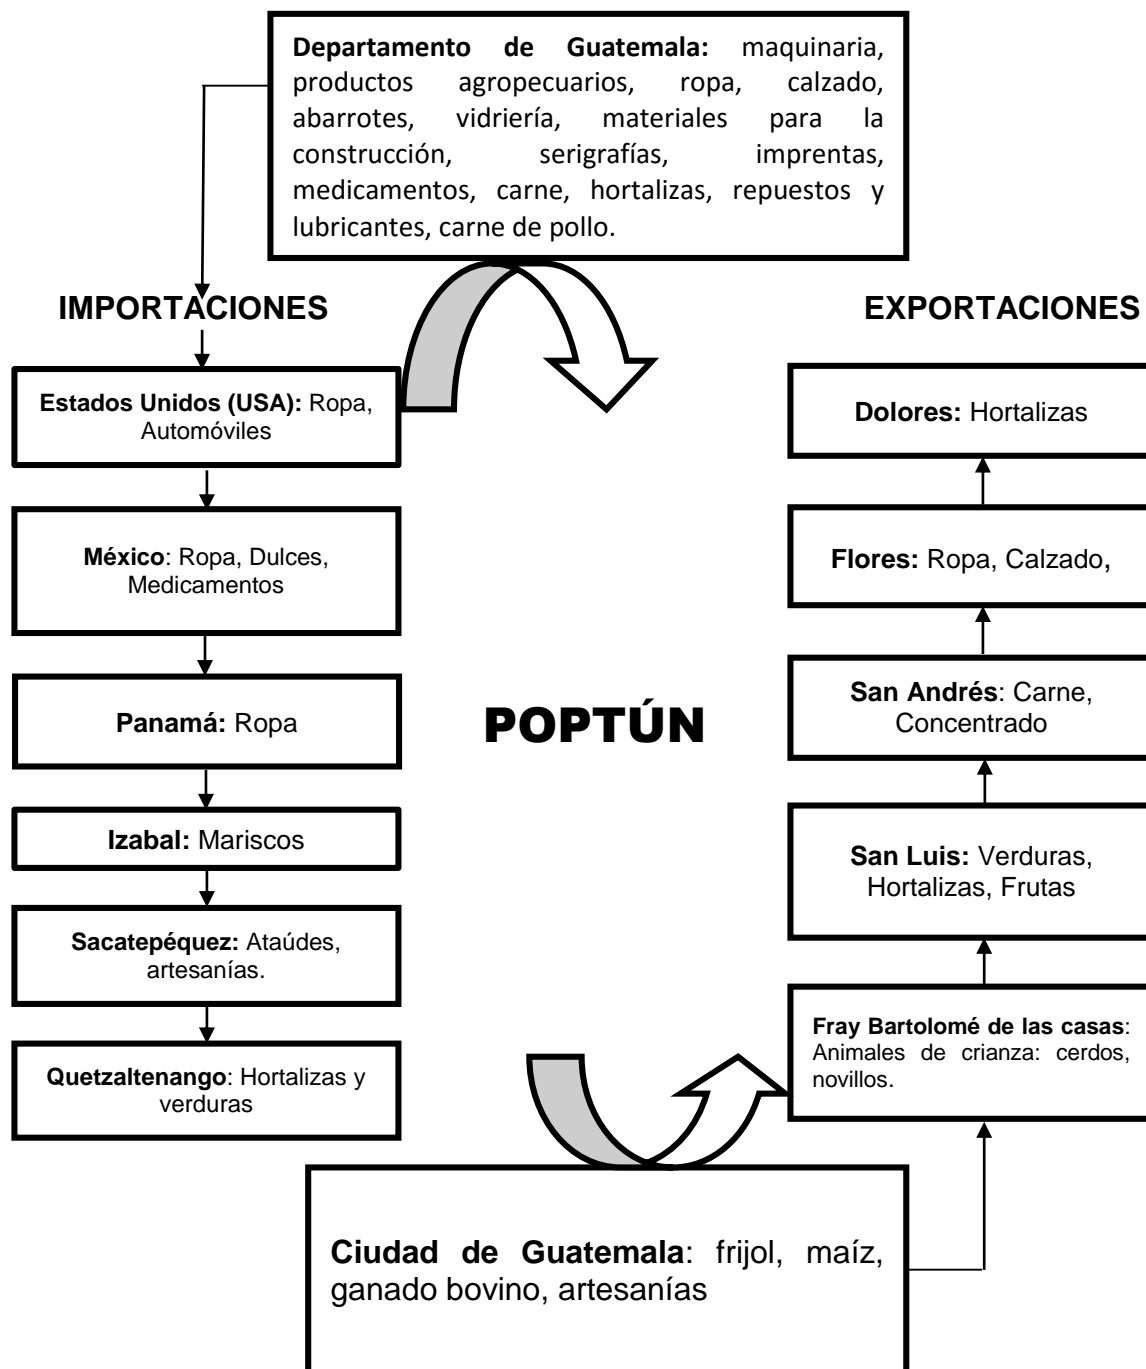 Departamento de Guatemala: maquinaria,
productos agropecuarios, ropa, calzado,
abarrotes, vidriería, materiales para la
construcción, serigrafías, imprentas,
medicamentos, carne, hortalizas, repuestos y
lubricantes, carne de pollo.
IMPORTACIONES
Estados Unidos (USA): Ropa,
Automóviles
México: Ropa, Dulces,
Medicamentos
Panamá: Ropa
Izabal: Mariscos
Sacatepéquez: Ataúdes,
artesanías.
Quetzaltenango: Hortalizas y
verduras
POPTÚN
EXPORTACIONES
Dolores: Hortalizas
Flores: Ropa, Calzado,
San Andrés: Carne,
Concentrado
San Luis: Verduras,
Hortalizas, Frutas
Fray Bartolomé de las casas:
Animales de crianza: cerdos,
novillos.
Ciudad de Guatemala: frijol, maíz,
ganado bovino, artesanías